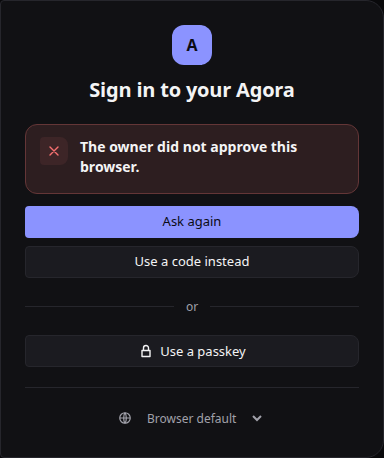 A
Sign in to your Agora
The owner did not approve this
browser.
Ask again
Use a code instead
or
Use a passkey
Browser default